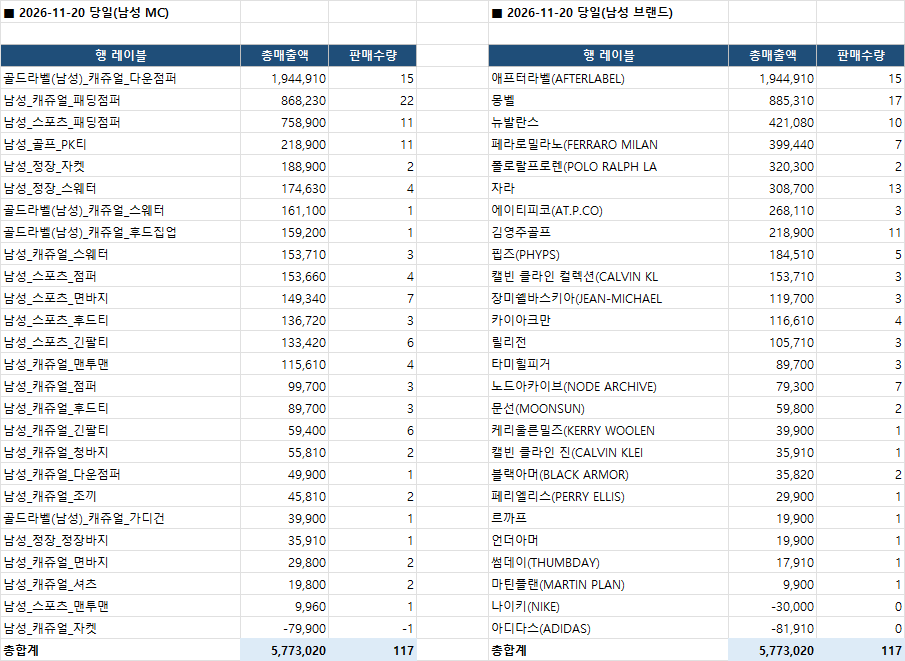 ■ 2026-11-20 당일(남성 MC)
행 레이블 총매출액 판매수량
골드라벨(남성)_캐쥬얼_다운점퍼 1,944,910 15
남성_캐쥬얼_패딩점퍼 868,230 22
남성_스포츠_패딩점퍼 758,900 11
남성_골프_PK티 218,900 11
남성_정장_자켓 188,900 2
남성_정장_스웨터 174,630 4
골드라벨(남성)_캐쥬얼_스웨터 161,100 1
골드라벨(남성)_캐쥬얼_후드집업 159,200 1
남성_캐쥬얼_스웨터 153,710 3
남성_스포츠_점퍼 153,660 4
남성_스포츠_면바지 149,340 7
남성_스포츠_후드티 136,720 3
남성_스포츠_긴팔티 133,420 6
남성_캐쥬얼_맨투맨 115,610 4
남성_캐쥬얼_점퍼 99,700 3
남성_캐쥬얼_후드티 89,700 3
남성_캐쥬얼_긴팔티 59,400 6
남성_캐쥬얼_청바지 55,810 2
남성_캐쥬얼_다운점퍼 49,900 1
남성_캐쥬얼_조끼 45,810 2
골드라벨(남성)_캐쥬얼_가디건 39,900 1
남성_정장_정장바지 35,910 1
남성_캐쥬얼_면바지 29,800 2
남성_캐쥬얼_셔츠 19,800 2
남성_스포츠_맨투맨 9,960 1
남성_캐쥬얼_자켓 -79,900 -1
총합계 5,773,020 117
■ 2026-11-20 당일(남성 브랜드)
행 레이블 총매출액 판매수량
애프터라벨(AFTERLABEL) 1,944,910 15
몽벨 885,310 17
뉴발란스 421,080 10
페라로밀라노(FERRARO MILAN 399,440 7
폴로랄프로렌(POLO RALPH LA 320,300 2
자라 308,700 13
에이티피코(AT.P.CO) 268,110 3
김영주골프 218,900 11
핍즈(PHYPS) 184,510 5
캘빈 클라인 컬렉션(CALVIN KL 153,710 3
장미쉘바스키아(JEAN-MICHAEL 119,700 3
카이아크만 116,610 4
릴리전 105,710 3
타미힐피거 89,700 3
노드아카이브(NODE ARCHIVE) 79,300 7
문선(MOONSUN) 59,800 2
케리울른밀즈(KERRY WOOLEN 39,900 1
캘빈 클라인 진(CALVIN KLEI 35,910 1
블랙아머(BLACK ARMOR) 35,820 2
페리엘리스(PERRY ELLIS) 29,900 1
르까프 19,900 1
언더아머 19,900 1
썸데이(THUMBDAY) 17,910 1
마틴플랜(MARTIN PLAN) 9,900 1
나이키(NIKE) -30,000 0
아디다스(ADIDAS) -81,910 0
총합계 5,773,020 117